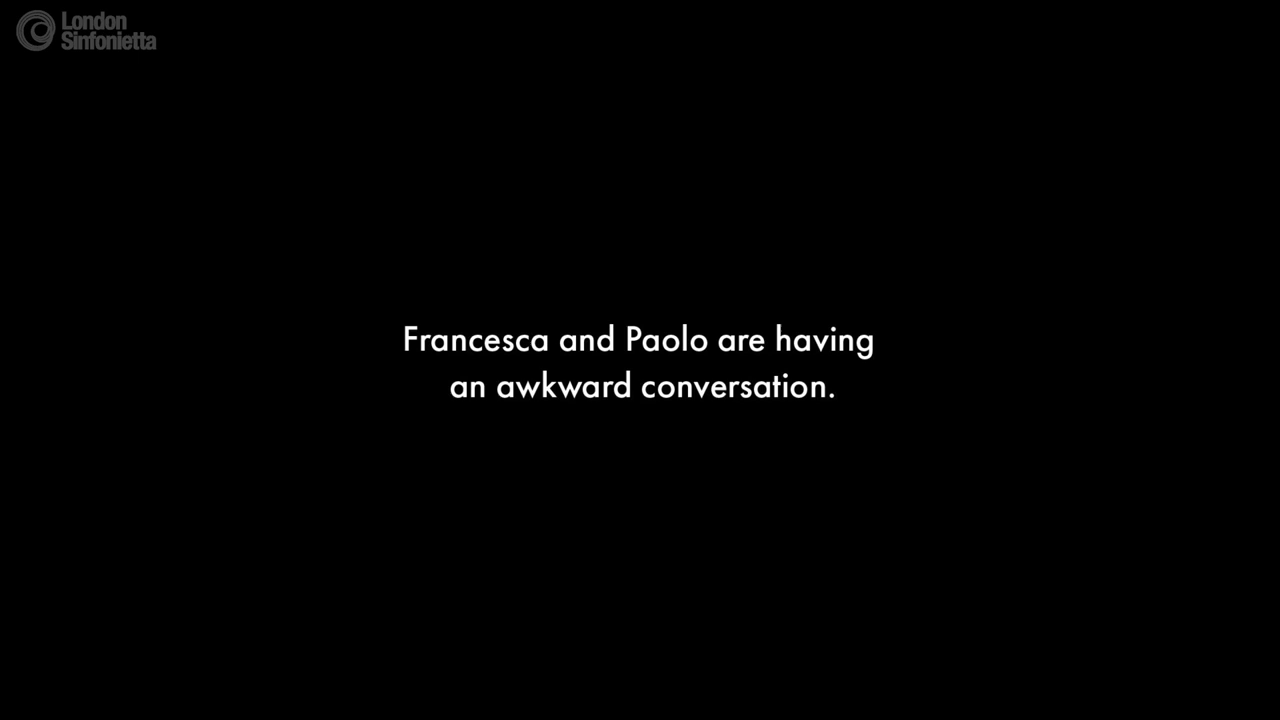 London
Sinfonietta
Francesca and Paolo are having
an awkward conversation.